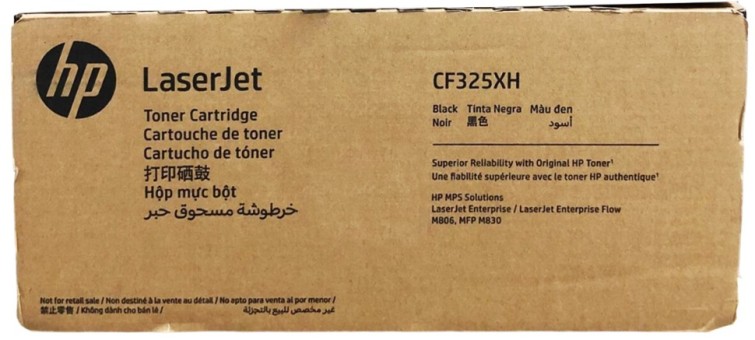 hp
LaserJet
Toner Cartridge
Cartouche de toner
Cartucho de tóner
打印硒鼓
Hộp mực bột
خرطوشة مسحوق حبر
Not for retail sale / Non destiné à la vente au détail / No apto para venta al por menor /
禁止零售 / Không dành cho bán lẻ / غير مخصص للبيع بالتجزئة
CF325XH
Black Tinta Negra Màu đen
Noir 黑色 أسود
Superior Reliability with Original HP Toner¹
Une fiabilité supérieure avec le toner HP authentique¹
HP MPS Solutions
LaserJet Enterprise / LaserJet Enterprise Flow
M806, MFP M830